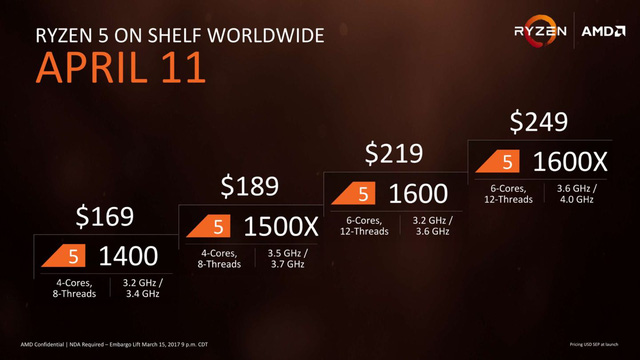 RYZEN 5 ON SHELF WORLDWIDE
APRIL 11
RYZEN
AMD
$169
5 1400
4-Cores,
8-Threads
3.2 GHz /
3.4 GHz
$189
5 1500X
4-Cores,
8-Threads
3.5 GHz /
3.7 GHz
$219
5 1600
6-Cores,
12-Threads
3.2 GHz /
3.6 GHz
$249
5 1600X
6-Cores,
12-Threads
3.6 GHz /
4.0 GHz
AMD Confidential | NDA Required – Embargo Lift March 15, 2017 9 p.m. CDT
Pricing USD SEP at launch